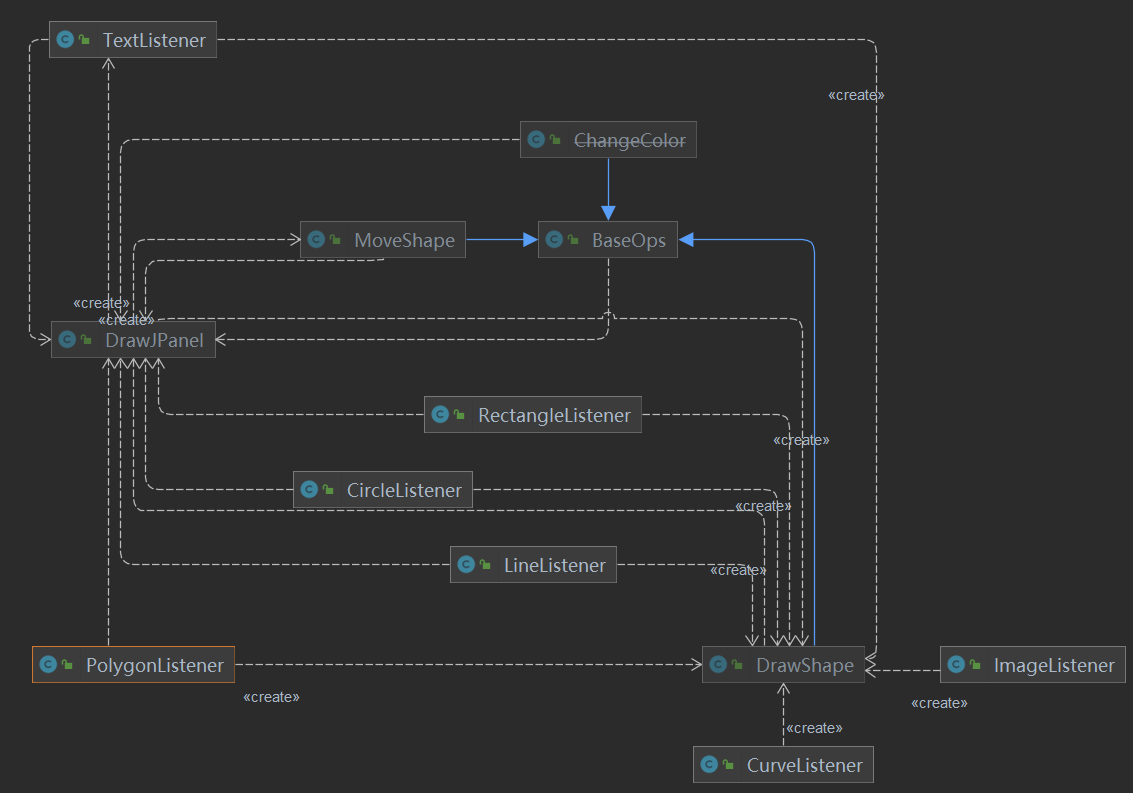 TextListener
«create»
ChangeColor
MoveShape
BaseOps
«create»
«create»
DrawJPanel
RectangleListener
«create»
CircleListener
«create»
LineListener
«create»
PolygonListener
DrawShape
ImageListener
«create»
«create»
«create»
CurveListener